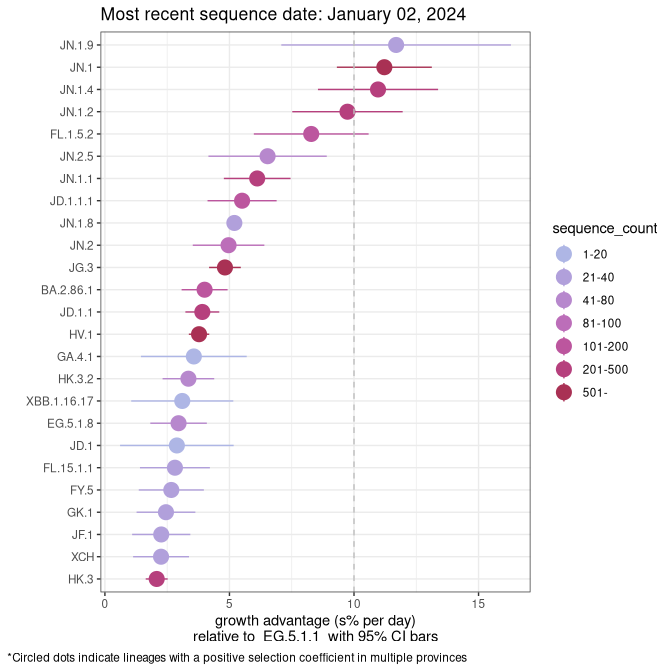 Most recent sequence date: January 02, 2024
JN.1.9
JN.1
JN.1.4
JN.1.2
FL.1.5.2
JN.2.5
JN.1.1
JD.1.1.1
JN.1.8
JN.2
JG.3
BA.2.86.1
JD.1.1
HV.1
GA.4.1
HK.3.2
XBB.1.16.17
EG.5.1.8
JD.1
FL.15.1.1
FY.5
GK.1
JF.1
XCH
HK.3
0 5 10 15
growth advantage (s% per day)
relative to EG.5.1.1 with 95% CI bars
sequence_count
1-20
21-40
41-80
81-100
101-200
201-500
501-
*Circled dots indicate lineages with a positive selection coefficient in multiple provinces